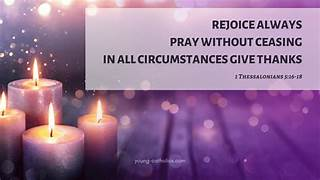 REJOICE ALWAYS
PRAY WITHOUT CEASING
IN ALL CIRCUMSTANCES GIVE THANKS
1 THESSALONIANS 5:16-18
young-catholics.com